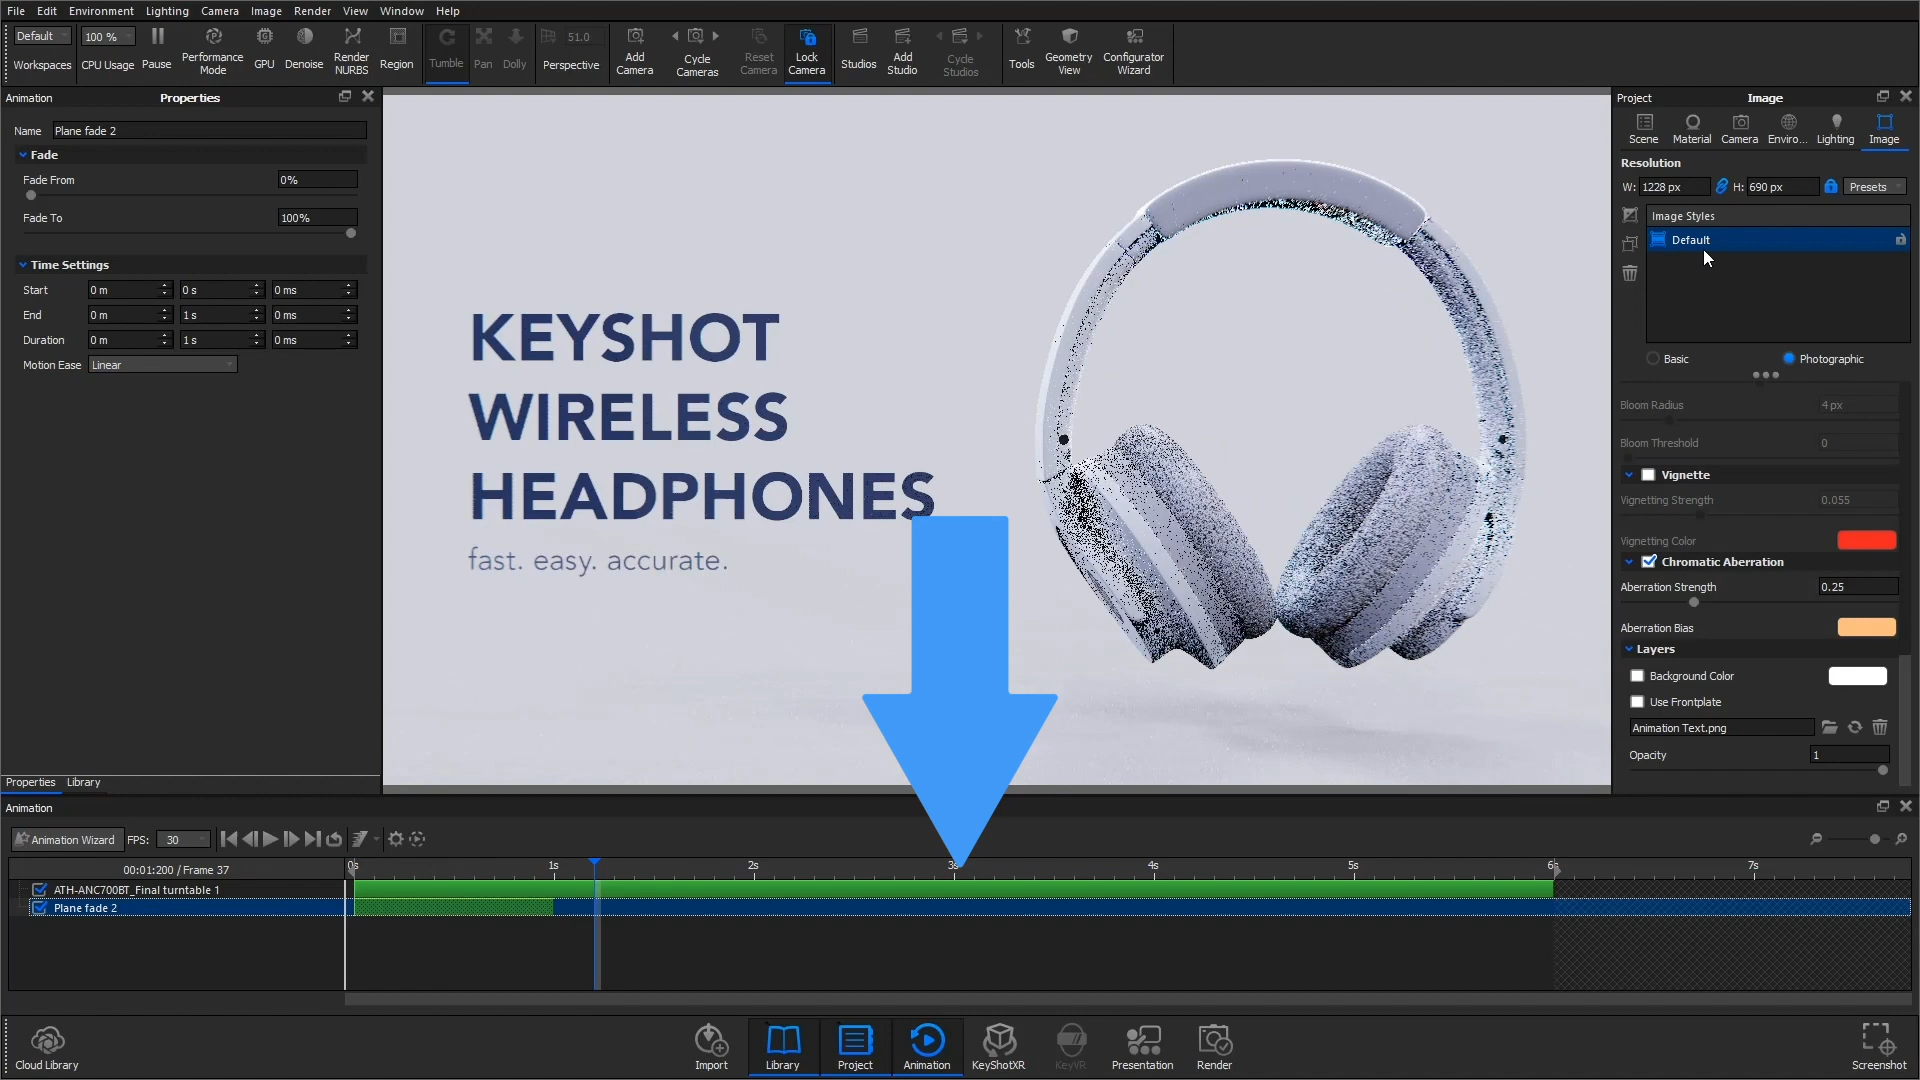 File Edit Environment Lighting Camera Image Render View Window Help
Default 100 % 51.0
Workspaces CPU Usage Pause Performance Mode GPU Denoise Render NURBS Region Tumble Pan Dolly Perspective Add Camera Cycle Cameras Reset Camera Lock Camera Studios Add Studio Cycle Studios Tools Geometry View Configurator Wizard
Animation Properties
Name Plane fade 2
Fade
Fade From 0%
Fade To 100%
Time Settings
Start 0 m 0 s 0 ms
End 0 m 1 s 0 ms
Duration 0 m 1 s 0 ms
Motion Ease Linear
Properties Library
KEYSHOT
WIRELESS
HEADPHONES
fast. easy. accurate.
Project Image
Scene Material Camera Enviro... Lighting Image
Resolution
W: 1228 px H: 690 px Presets
Image Styles
Default
Basic Photographic
Bloom Radius 4 px
Bloom Threshold 0
Vignette
Vignetting Strength 0.055
Vignetting Color
Chromatic Aberration
Aberration Strength 0.25
Aberration Bias
Layers
Background Color
Use Frontplate
Animation Text.png
Opacity 1
Animation
Animation Wizard FPS: 30
00:01:200 / Frame 37 0s 1s 2s 3s 4s 5s 6s 7s
ATH-ANC700BT_Final turntable 1
Plane fade 2
Cloud Library Import Library Project Animation KeyShotXR KeyVR Presentation Render Screenshot